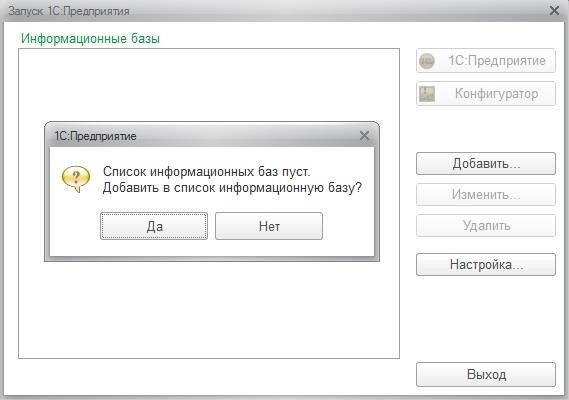 Запуск 1С:Предприятия
Информационные базы
1С:Предприятие
Конфигуратор
1С:Предприятие
Список информационных баз пуст.
Добавить в список информационную базу?
Да
Нет
Добавить...
Изменить...
Удалить
Настройка...
Выход